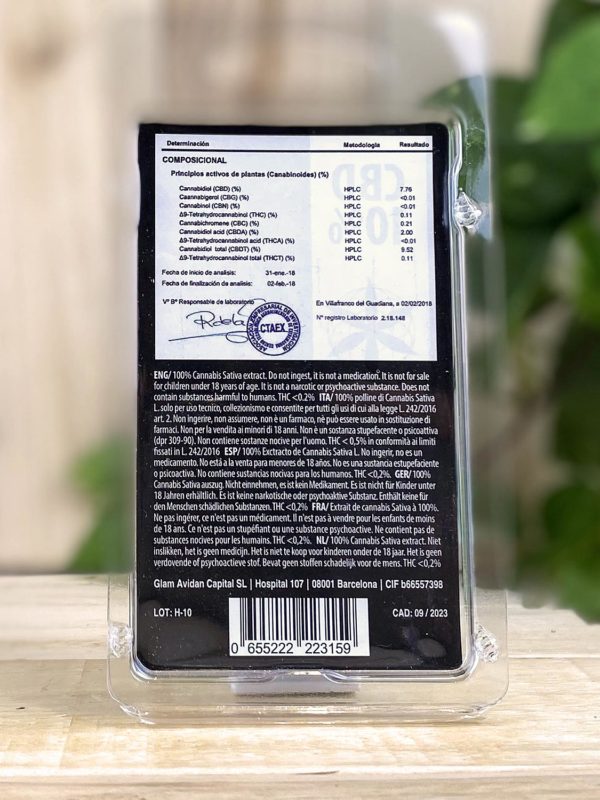 Determinación Metodología Resultado
COMPOSICIONAL
Principios activos de plantas (Canabinoides) (%)
Cannabidiol (CBD) (%) HPLC 7.76
Caannabigerol (CBG) (%) HPLC <0.01
Cannabinol (CBN) (%) HPLC <0.01
Δ9-Tetrahydrocannabinol (THC) (%) HPLC 0.11
Cannabichromene (CBC) (%) HPLC 0.21
Cannabidiol acid (CBDA) (%) HPLC 2.00
Δ9-Tetrahydrocannabinol acid (THCA) (%) HPLC <0.01
Cannabidiol total (CBDT) (%) HPLC 9.52
Δ9-Tetrahydrocannabinol total (THCT) (%) HPLC 0.11
Fecha de inicio de analisis: 31-ene.-18
Fecha de finalización de analisis: 02-feb.-18
Vº Bº Responsable de laboratorio
En Villafranco del Guadiana, a 02/02/2018
Nº registro Laboratorio 2.18.148
CTAEX
ENG/ 100% Cannabis Sativa extract. Do not ingest, it is not a medication. It is not for sale
for children under 18 years of age. It is not a narcotic or psychoactive substance. Does not
contain substances harmful to humans. THC <0.2% ITA/ 100% polline di Cannabis Sativa
L. solo per uso tecnico, collezionismo e consentite per tutti gli usi di cui alla legge L. 242/2016
art. 2. Non ingerire, non assumere, non è un farmaco, nè può essere usato in sostituzione di
farmaci. Non per la vendita ai minori di 18 anni. Non è un sostanza stupefacente o psicoattiva
(dpr 309-90). Non contiene sostanze nocive per l'uomo. THC < 0,5% in conformità ai limiti
fissati in L. 242/2016 ESP/ 100% Exctracto de Cannabis Sativa L. No ingerir, no es un
medicamento. No está a la venta para menores de 18 años. No es una sustancia estupefaciente
o psicoactiva. No contiene sustancias nocivas para los humanos. THC <0,2%. GER/ 100%
Cannabis Sativa auszug. Nicht einnehmen, es ist kein Medikament. Es ist nicht für Kinder unter
18 Jahren erhältlich. Es ist keine narkotische oder psychoaktive Substanz. Enthält keine für
den Menschen schädlichen Substanzen. THC <0,2% FRA/ Extrait de cannabis Sativa à 100%.
Ne pas ingérer, ce n'est pas un médicament. Il n'est pas à vendre pour les enfants de moins
de 18 ans. Ce n'est pas un stupéfiant ou une substance psychoactive. Ne contient pas de
substances nocives pour les humains. THC <0,2%. NL/ 100% Cannabis Sativa extract. Niet
inslikken, het is geen medicijn. Het is niet te koop voor kinderen onder de 18 jaar. Het is geen
verdovende of psychoactieve stof. Bevat geen stoffen schadelijk voor de mens. THC <0,2%
Glam Avidan Capital SL | Hospital 107 | 08001 Barcelona | CIF b66557398
LOT: H-10 CAD: 09 / 2023
0 655222 223159